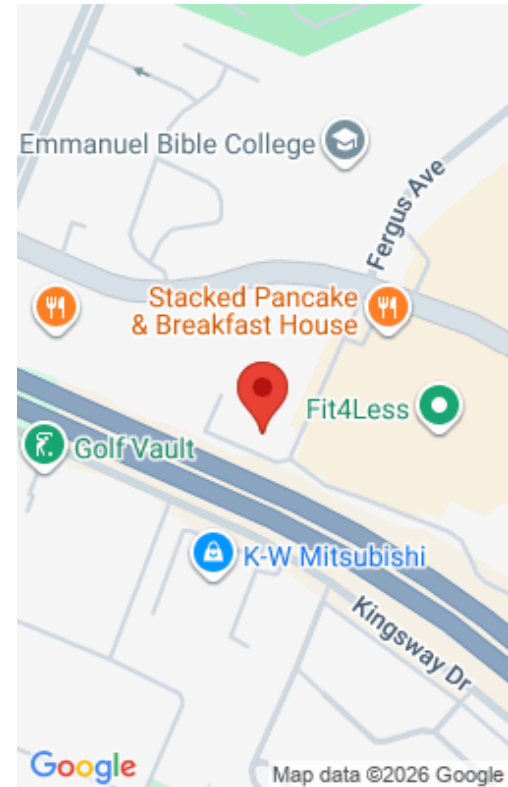 Emmanuel Bible College
Fergus Ave
Stacked Pancake
& Breakfast House
Fit4Less
Golf Vault
K-W Mitsubishi
Kingsway Dr
Google
Map data ©2026 Google